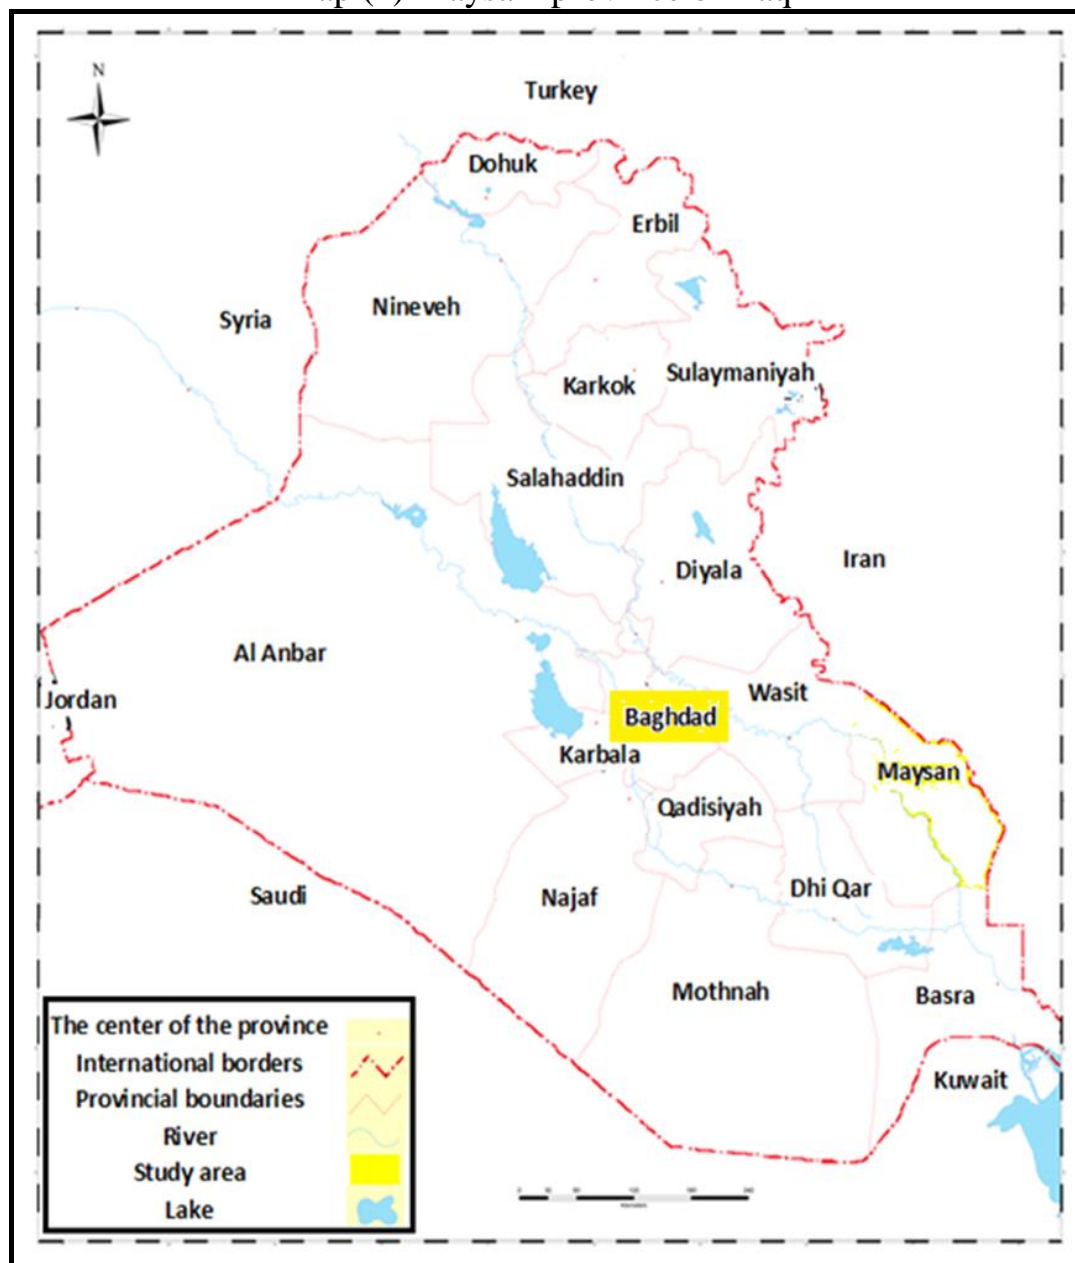 N
Turkey
Dohuk
Erbil
Nineveh
Syria
Karkok
Sulaymaniyah
Salahaddin
Diyala
Iran
Al Anbar
Jordan
Wasit
Baghdad
Karbala
Maysan
Qadisiyah
Saudi
Najaf
Dhi Qar
Mothnah
Basra
Kuwait
The center of the province
International borders
Provincial boundaries
River
Study area
Lake